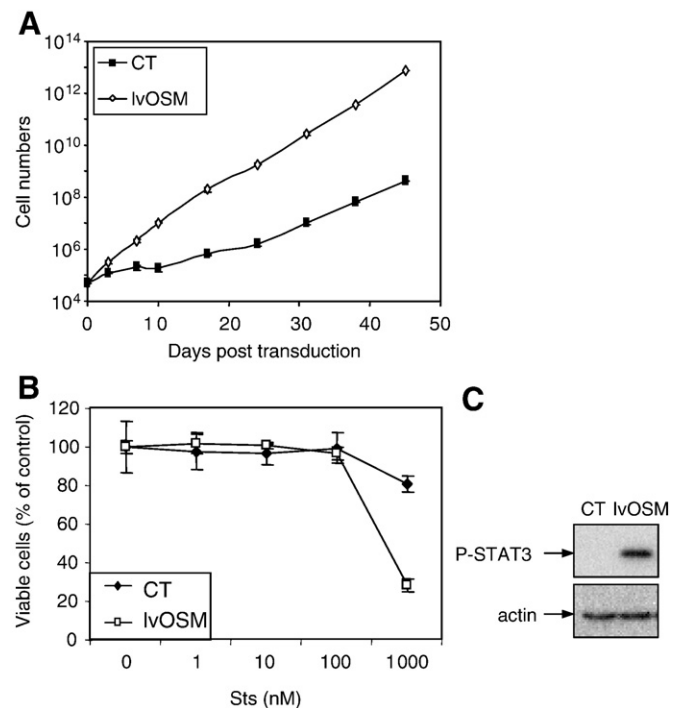 A
10^14
10^12
10^10
10^8
10^6
10^4
Cell numbers
CT
lvOSM
0 10 20 30 40 50
Days post transduction
B
120
100
80
60
40
20
0
Viable cells (% of control)
CT
lvOSM
0 1 10 100 1000
Sts (nM)
C
CT lvOSM
P-STAT3
actin